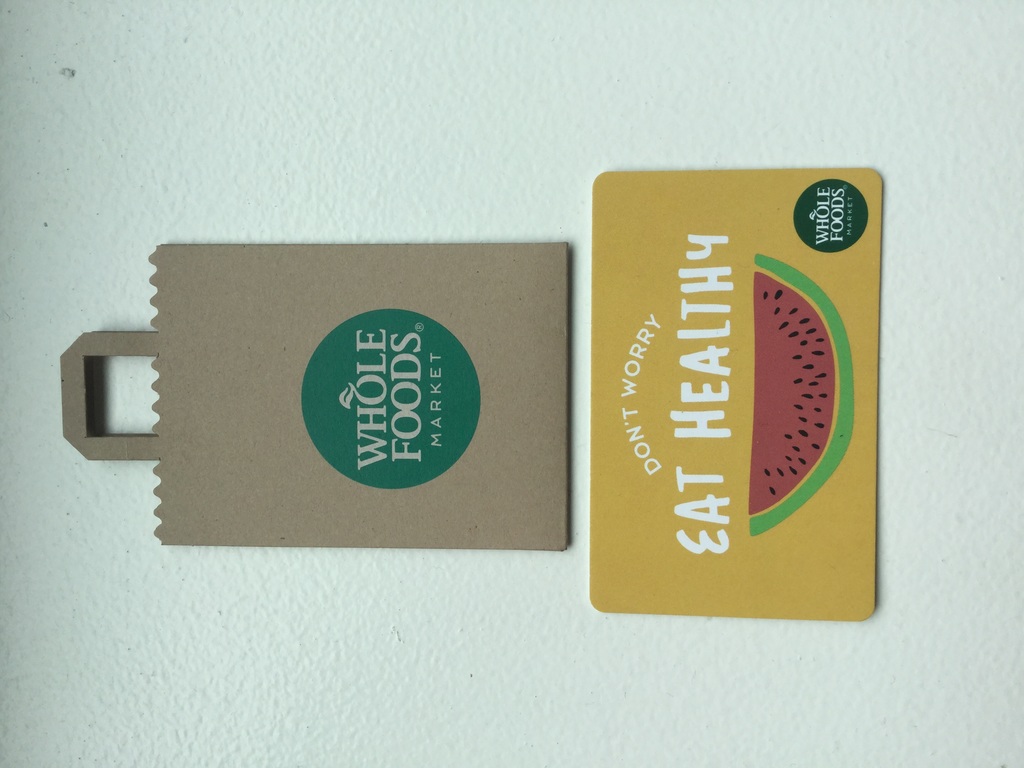 WHOLE
FOODS®
MARKET
DON'T WORRY
EAT HEALTHY
WHOLE
FOODS®
MARKET